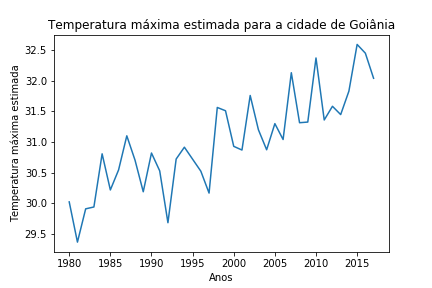 Temperatura máxima estimada para a cidade de Goiânia
Temperatura máxima estimada
32.5
32.0
31.5
31.0
30.5
30.0
29.5
1980 1985 1990 1995 2000 2005 2010 2015
Anos